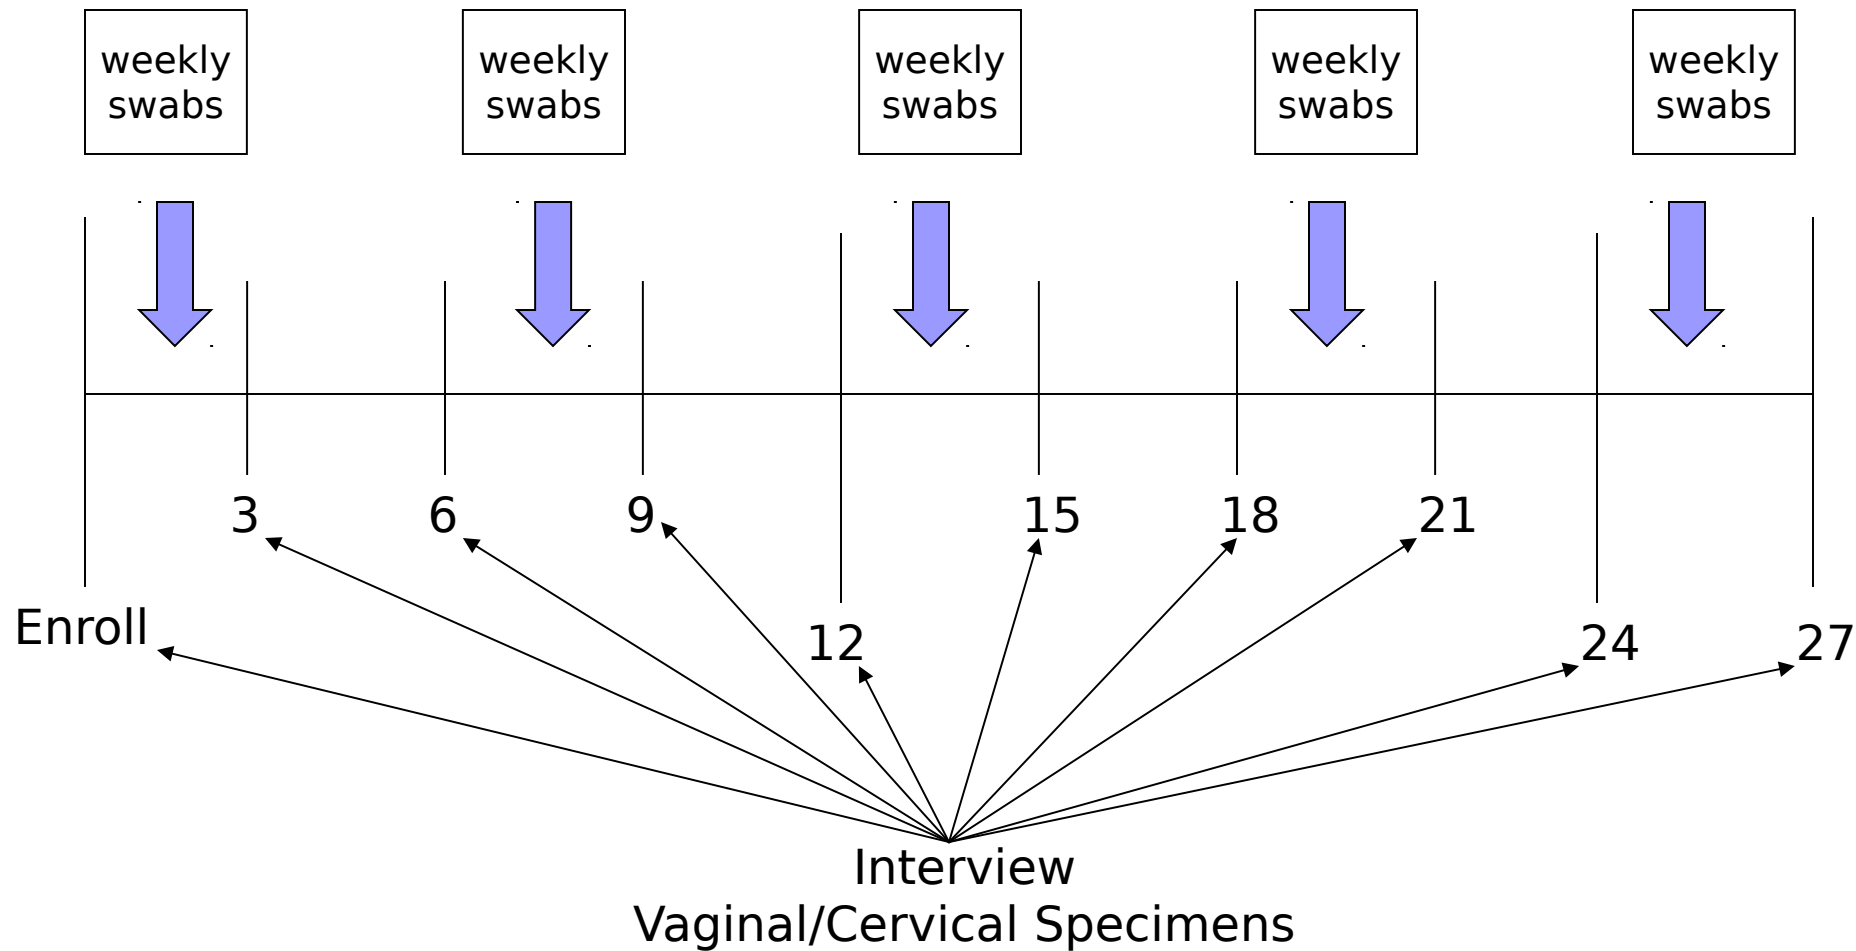 weekly
swabs
weekly
swabs
weekly
swabs
weekly
swabs
weekly
swabs
3
6
9
15
18
21
Enroll
12
24
27
Interview
Vaginal/Cervical Specimens